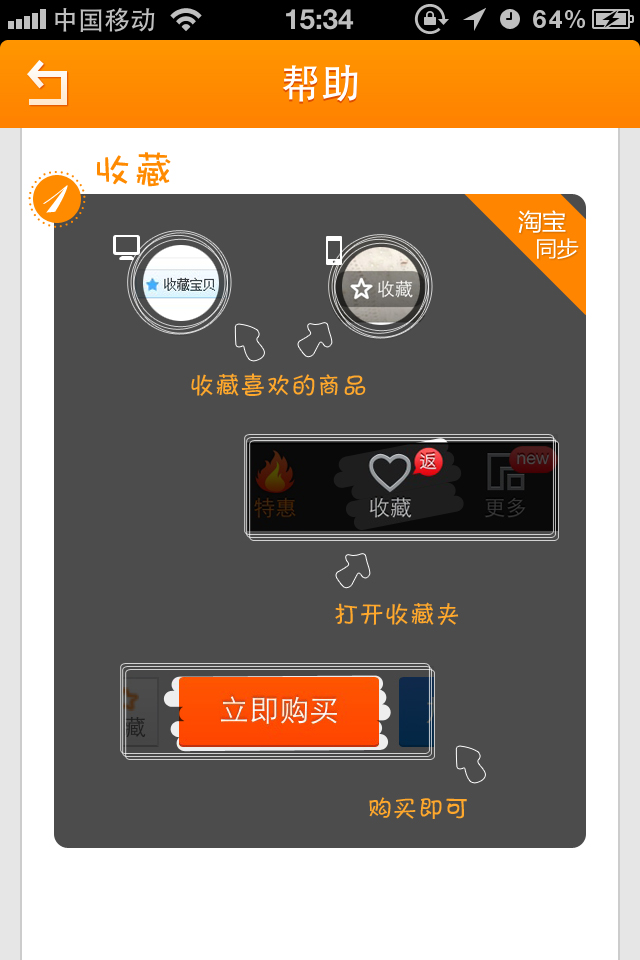 中国移动 15:34 64%
帮助
收藏
淘宝
同步
收藏宝贝
收藏
收藏喜欢的商品
特惠
收藏
返
更多
new
打开收藏夹
藏
立即购买
购买即可